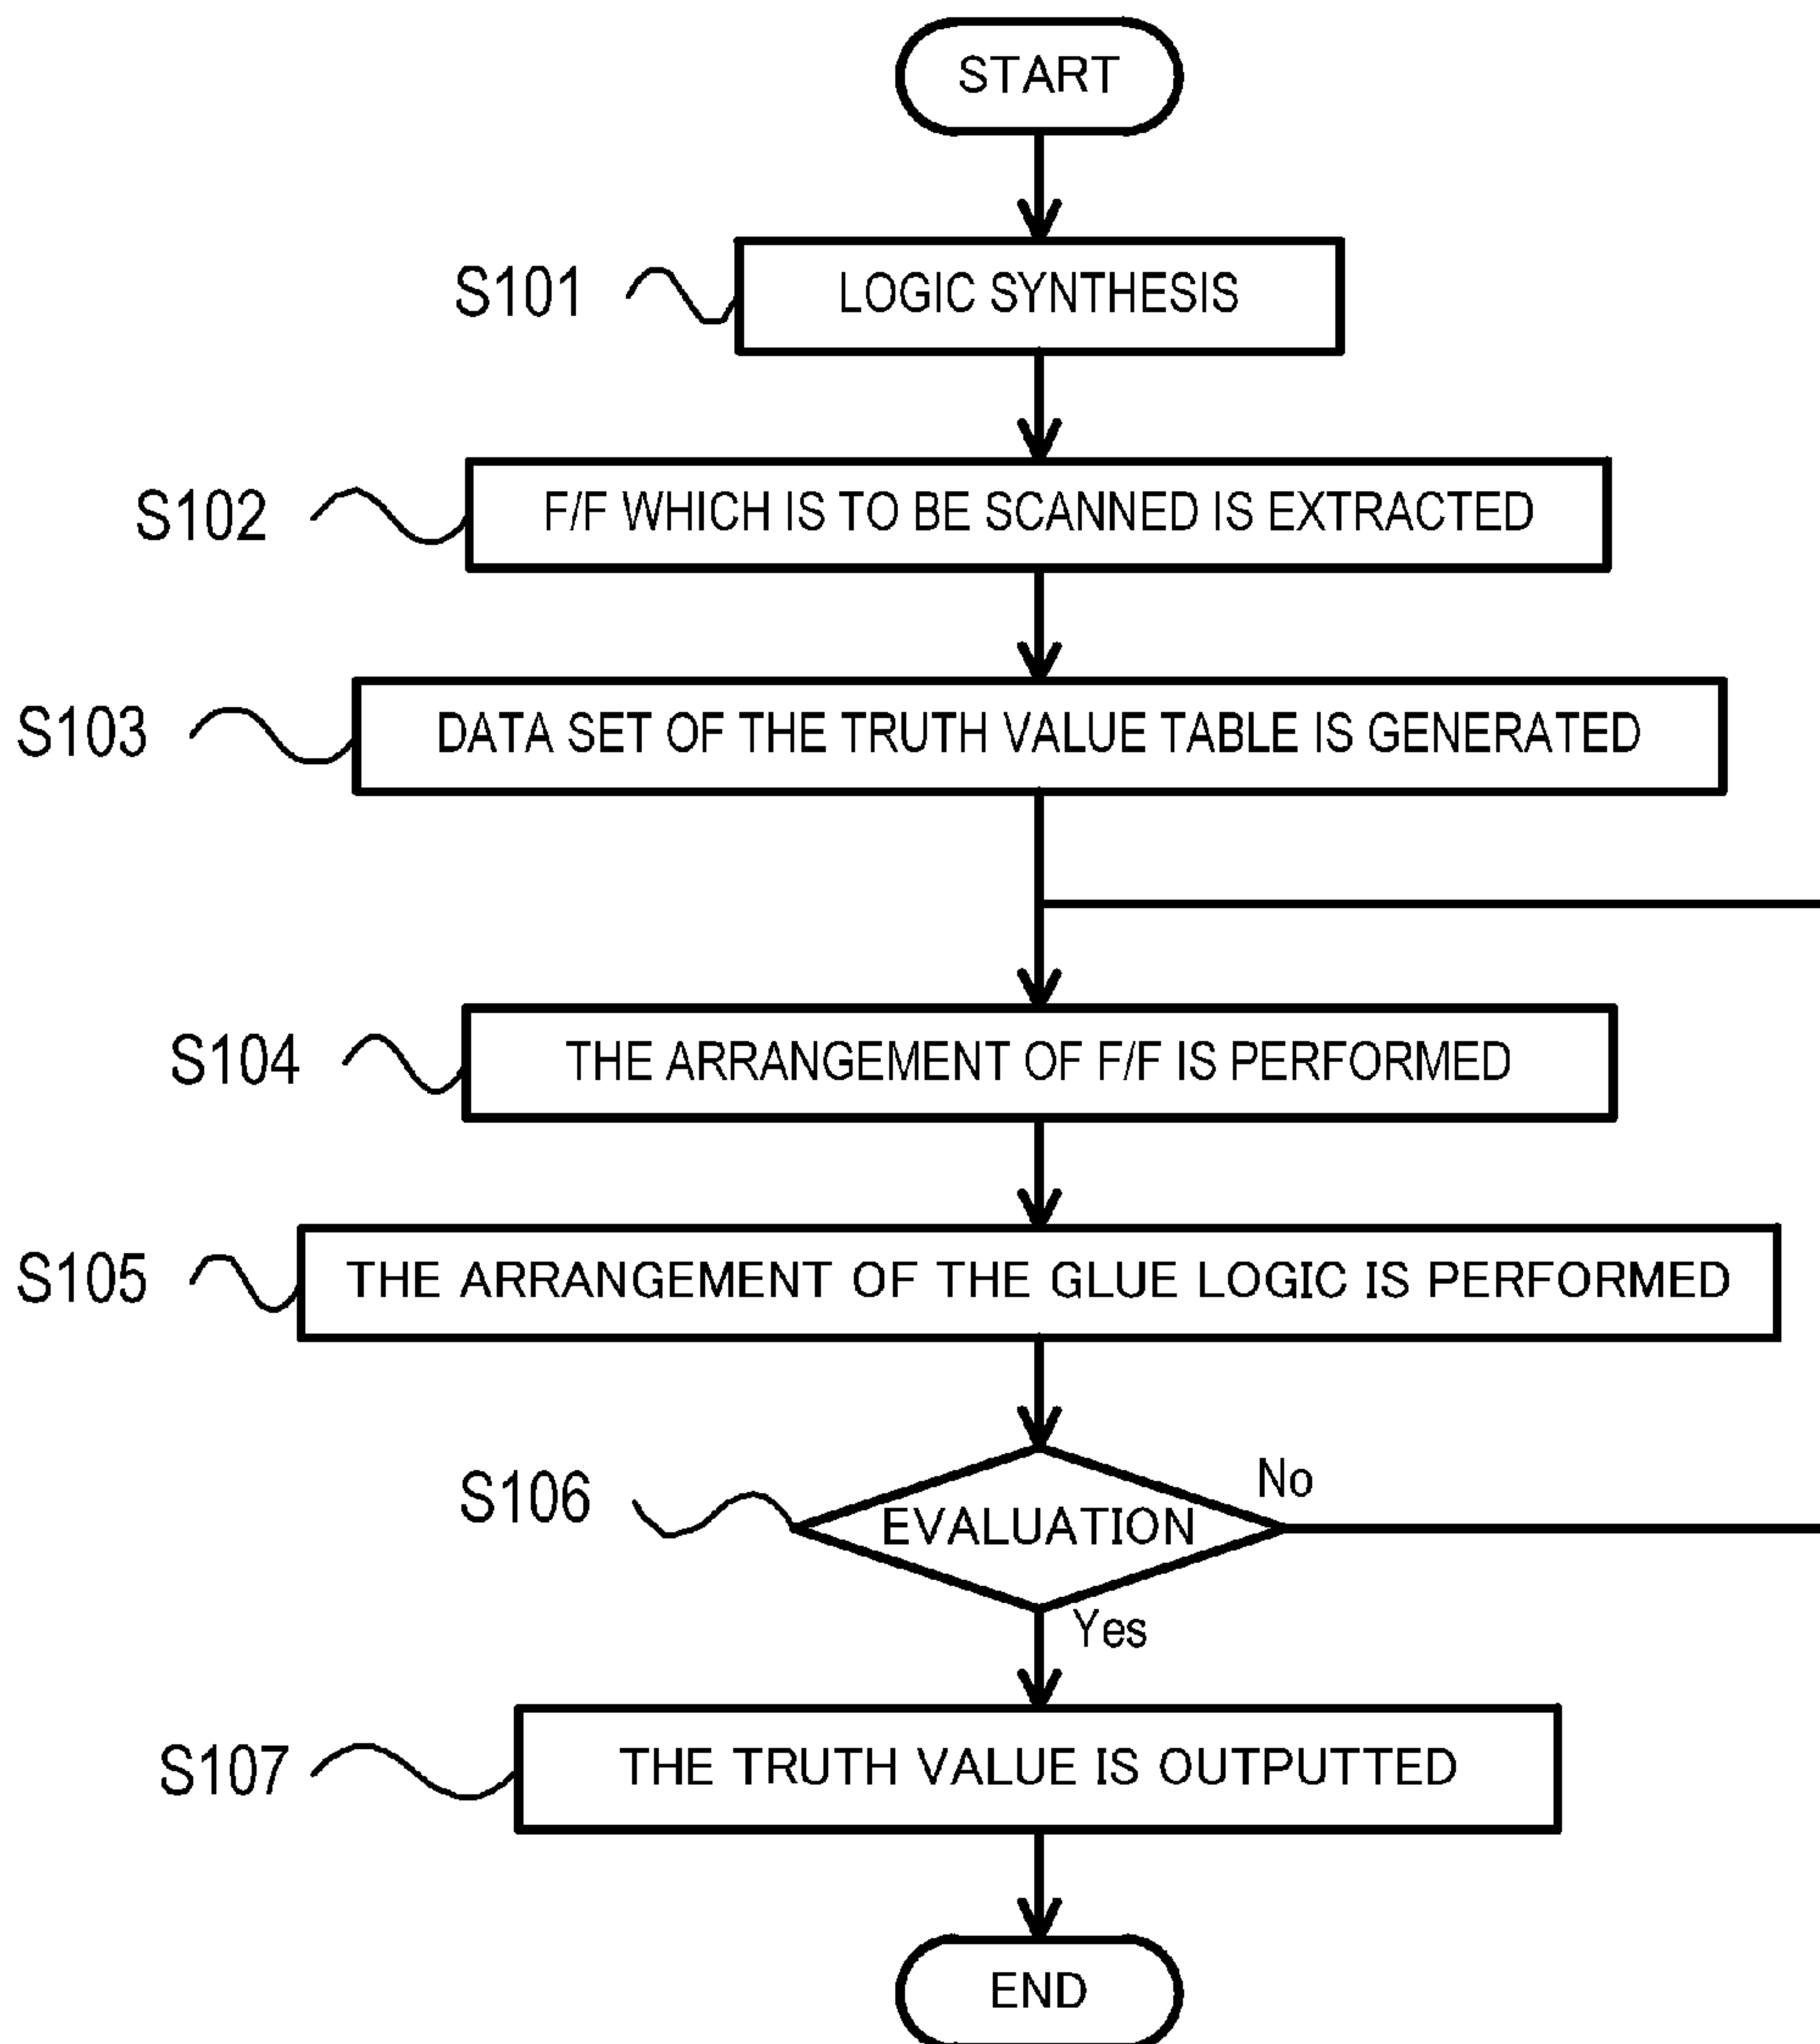 START
S101
LOGIC SYNTHESIS
S102
F/F WHICH IS TO BE SCANNED IS EXTRACTED
S103
DATA SET OF THE TRUTH VALUE TABLE IS GENERATED
S104
THE ARRANGEMENT OF F/F IS PERFORMED
S105
THE ARRANGEMENT OF THE GLUE LOGIC IS PERFORMED
S106
EVALUATION
No
Yes
S107
THE TRUTH VALUE IS OUTPUTTED
END